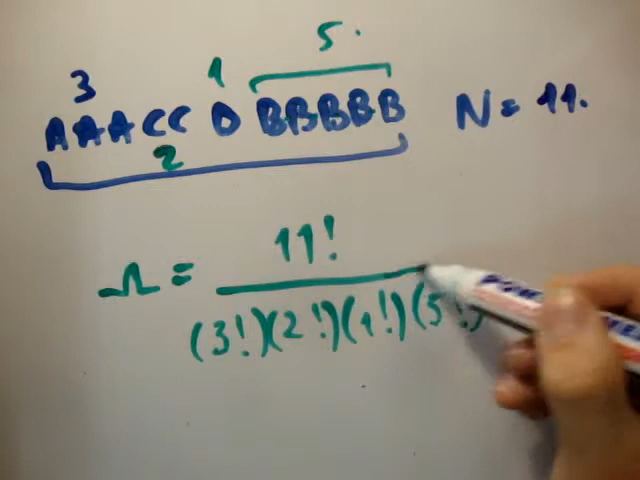 3 1 5.
AAACC D BBBBB N = 11.
2
Ω = 11!
(3!)(2!)(1!)(5!)